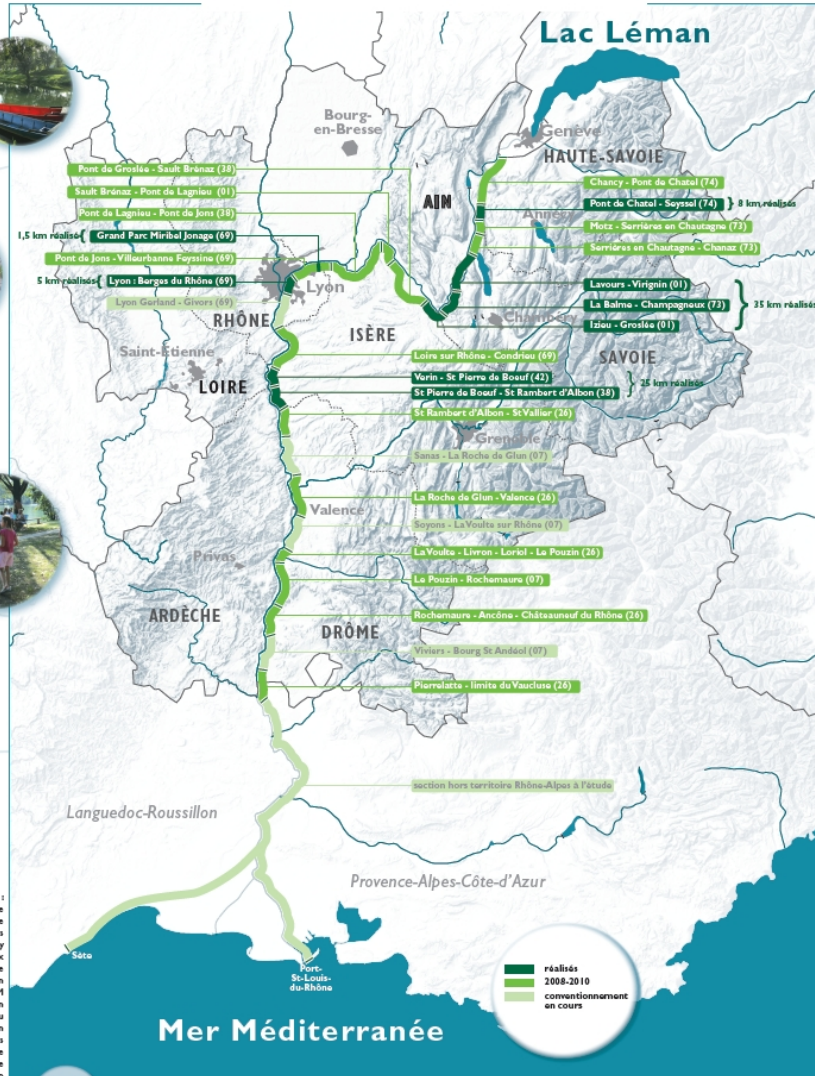 Lac Léman
Bourg-
en-Bresse
Genève
HAUTE-SAVOIE
Pont de Groslée - Sault Brénaz (38)
Sault Brénaz - Pont de Lagnieu (01)
Pont de Lagnieu - Pont de Jons (38)
1,5 km réalisé { Grand Parc Miribel Jonage (69)
Pont de Jons - Villeurbanne Feyssine (69)
5 km réalisés { Lyon : Berges du Rhône (69)
Lyon Gerland - Givors (69)
AIN
Annecy
Chancy - Pont de Chatel (74)
Pont de Chatel - Seyssel (74) } 8 km réalisés
Motz - Serrières en Chautagne (73)
Serrières en Chautagne - Chanaz (73)
Lavours - Virignin (01)
La Balme - Champagneux (73) } 35 km réalisés
Izieu - Groslée (01)
Lyon
Chambéry
RHÔNE
ISÈRE
SAVOIE
Saint-Étienne
LOIRE
Loire sur Rhône - Condrieu (69)
Verin - St Pierre de Boeuf (42)
St Pierre de Boeuf - St Rambert d'Albon (38) } 25 km réalisés
St Rambert d'Albon - St Vallier (26)
Grenoble
Sanas - La Roche de Glun (07)
La Roche de Glun - Valence (26)
Valence
Soyons - La Voulte sur Rhône (07)
La Voulte - Livron - Loriol - Le Pouzin (26)
Privas
Le Pouzin - Rochemaure (07)
ARDÈCHE
DRÔME
Rochemaure - Ancône - Châteauneuf du Rhône (26)
Viviers - Bourg St Andéol (07)
Pierrelatte - limite du Vaucluse (26)
section hors territoire Rhône-Alpes à l'étude
Languedoc-Roussillon
Provence-Alpes-Côte-d'Azur
Sète
Port-
St-Louis-
du-Rhône
réalisés
2008-2010
conventionnement
en cours
Mer Méditerranée